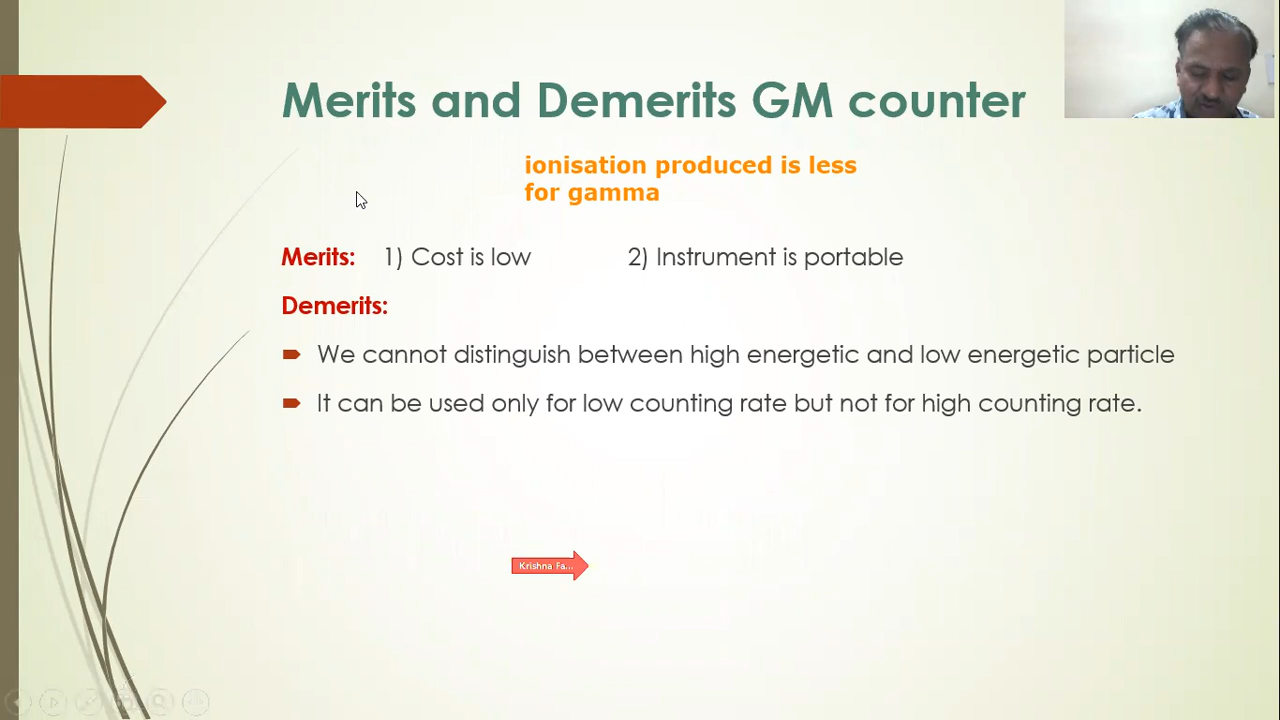 Merits and Demerits GM counter
ionisation produced is less
for gamma
Merits: 1) Cost is low 2) Instrument is portable
Demerits:
We cannot distinguish between high energetic and low energetic particle
It can be used only for low counting rate but not for high counting rate.
Krishna Fa...